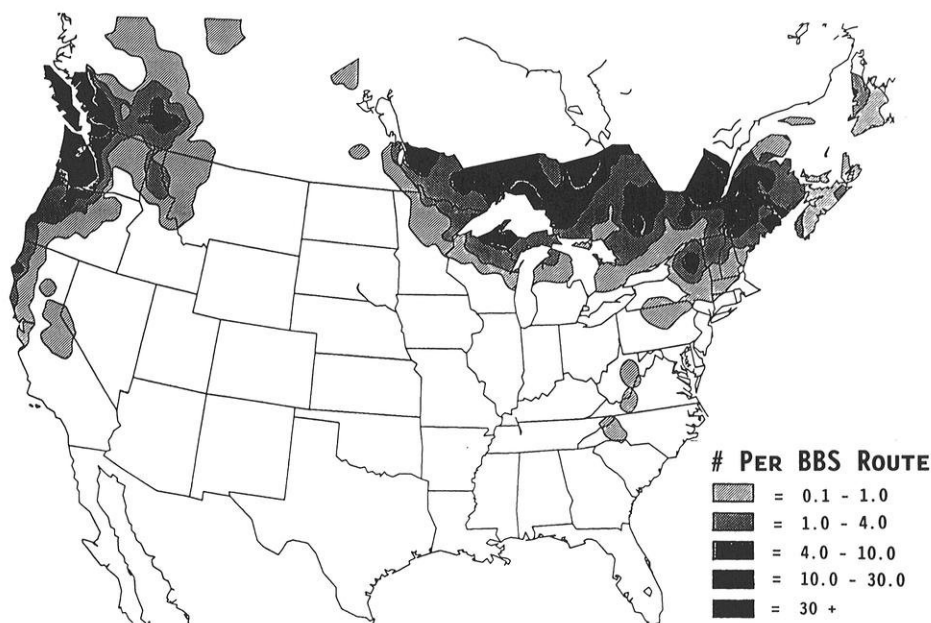 # PER BBS ROUTE
= 0.1 - 1.0
= 1.0 - 4.0
= 4.0 - 10.0
= 10.0 - 30.0
= 30 +